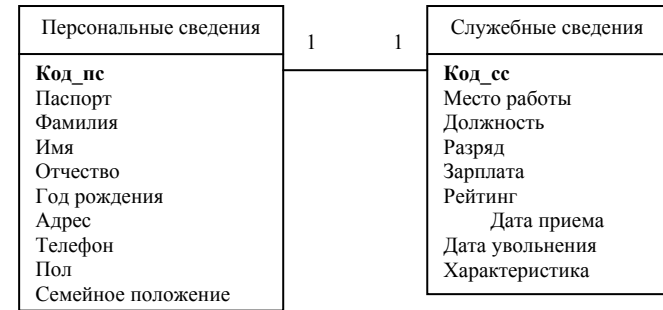 Персональные сведения
Код_пс
Паспорт
Фамилия
Имя
Отчество
Год рождения
Адрес
Телефон
Пол
Семейное положение
1 1
Служебные сведения
Код_сс
Место работы
Должность
Разряд
Зарплата
Рейтинг
Дата приема
Дата увольнения
Характеристика